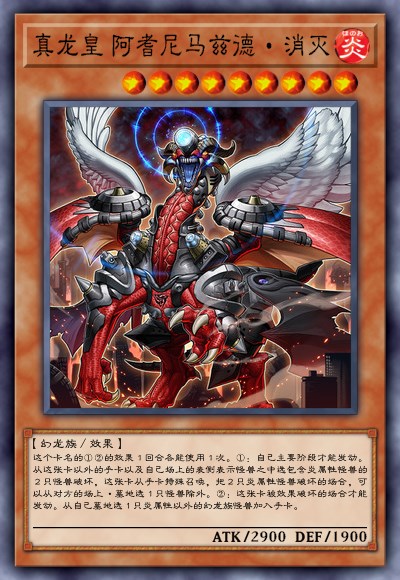 真龙皇 阿耆尼马兹德·消灭
炎
ほのお
【幻龙族／效果】
这个卡名的①②的效果1回合各能使用1次。①：自己主要阶段才能发动。
从这张卡以外的手卡以及自己场上的表侧表示怪兽之中选包含炎属性怪兽的
2只怪兽破坏，这张卡从手卡特殊召唤，把2只炎属性怪兽破坏的场合，可
以从对方的场上·墓地选1只怪兽除外。②：这张卡被效果破坏的场合才能
发动。从自己墓地选1只炎属性以外的幻龙族怪兽加入手卡。
ATK/2900 DEF/1900